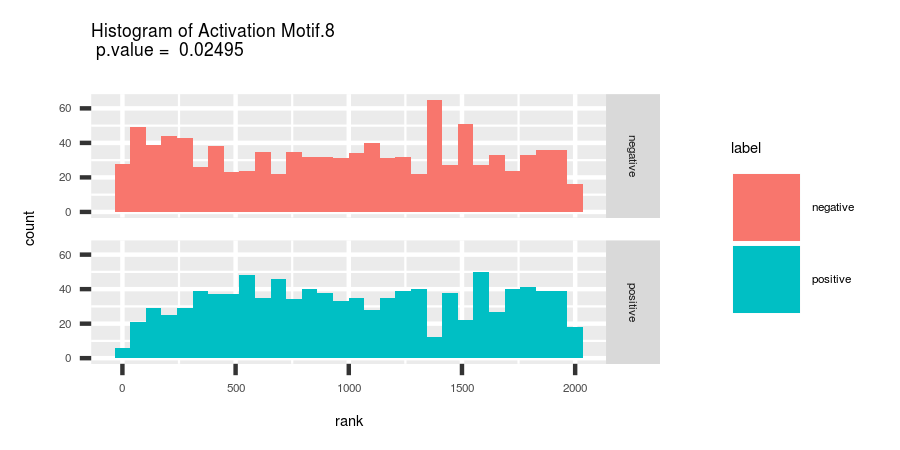 Histogram of Activation Motif.8
p.value = 0.02495
count
60
40
20
0
negative
60
40
20
0
positive
0 500 1000 1500 2000
rank
label
negative
positive